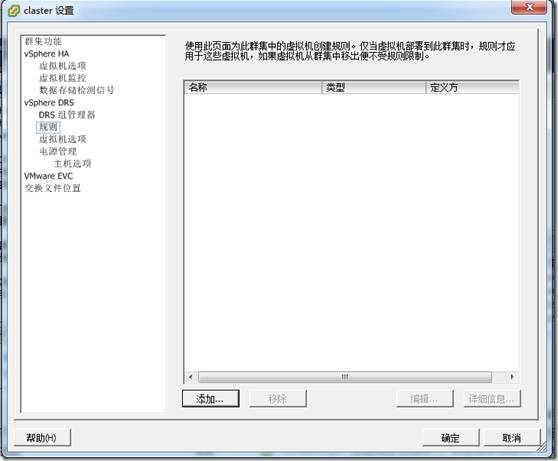 claster 设置
群集功能
vSphere HA
虚拟机选项
虚拟机监控
数据存储检测信号
vSphere DRS
DRS 组管理器
规则
虚拟机选项
电源管理
主机选项
VMware EVC
交换文件位置
使用此页面为此群集中的虚拟机创建规则。仅当虚拟机部署到此群集时，规则才应
用于这些虚拟机，如果虚拟机从群集中移出便不受规则限制。
名称 类型 定义方
添加... 移除 编辑... 详细信息...
帮助(H) 确定 取消